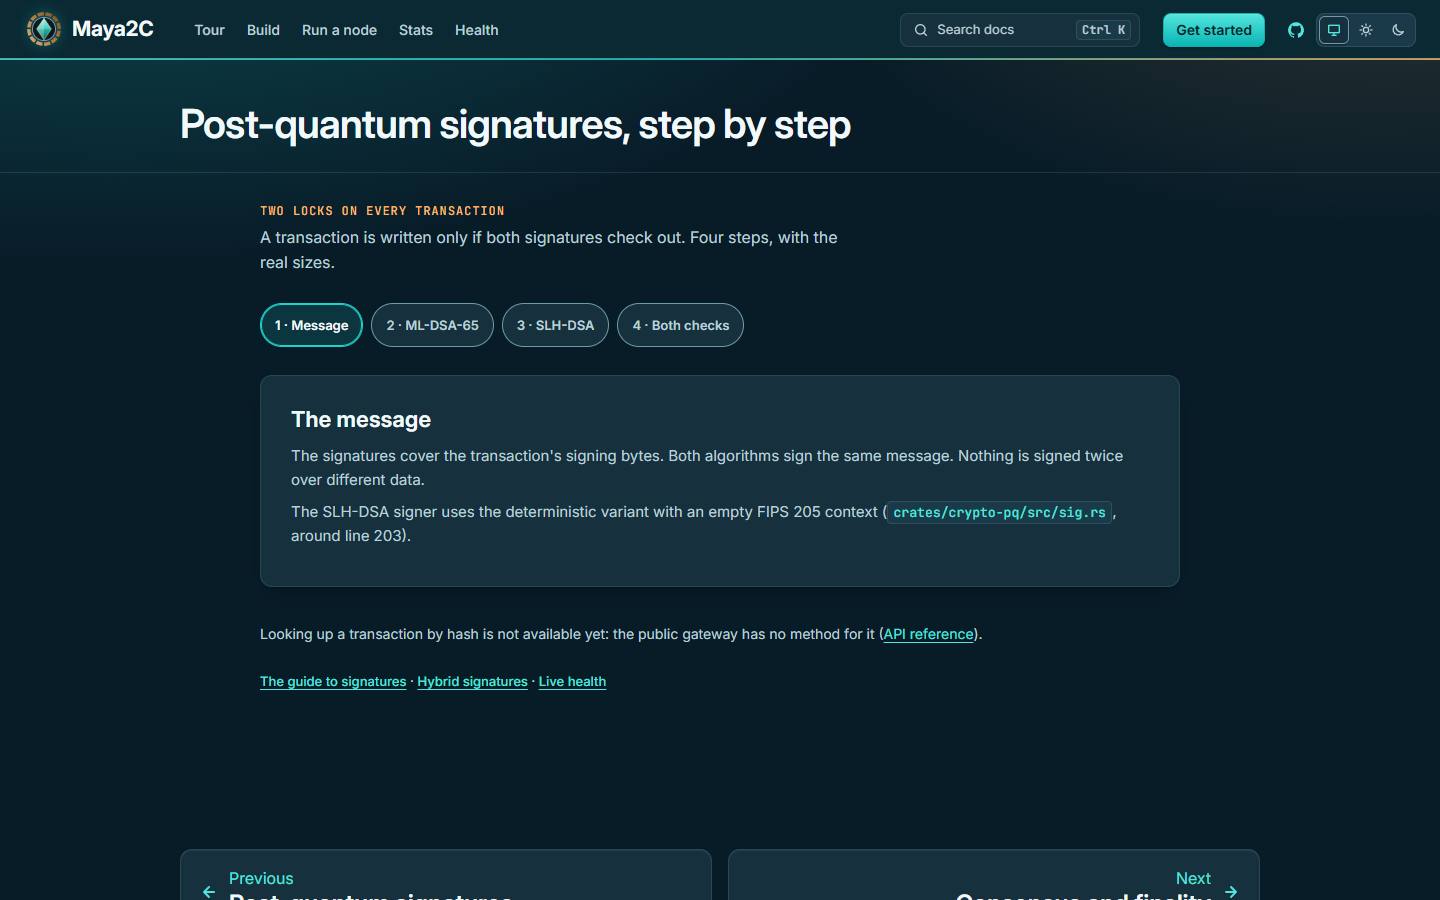 Maya2C
Tour
Build
Run a node
Stats
Health
Search docs
Ctrl K
Get started
Post-quantum signatures, step by step
TWO LOCKS ON EVERY TRANSACTION
A transaction is written only if both signatures check out. Four steps, with the
real sizes.
1 · Message
2 · ML-DSA-65
3 · SLH-DSA
4 · Both checks
The message
The signatures cover the transaction's signing bytes. Both algorithms sign the same message. Nothing is signed twice
over different data.
The SLH-DSA signer uses the deterministic variant with an empty FIPS 205 context (crates/crypto-pq/src/sig.rs,
around line 203).
Looking up a transaction by hash is not available yet: the public gateway has no method for it (API reference).
The guide to signatures · Hybrid signatures · Live health
Previous
Post-quantum signatures
Next
Consensus and finality